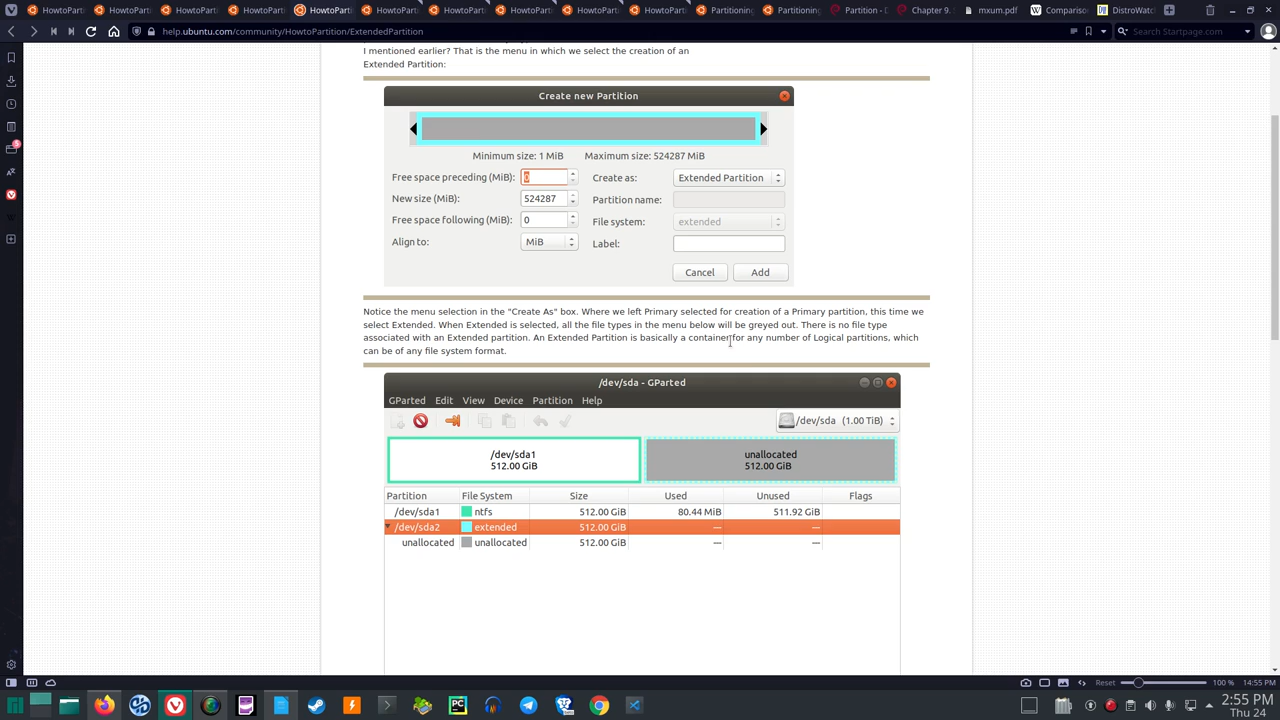 HowtoParti
HowtoParti
HowtoParti
HowtoParti
HowtoParti
HowtoParti
HowtoParti
HowtoParti
HowtoParti
HowtoParti
Partitioning
Partitioning
Partition - D
Chapter 9.
mxum.pdf
Comparison
DistroWatch
help.ubuntu.com/community/HowtoPartition/ExtendedPartition
Search Startpage.com
I mentioned earlier? That is the menu in which we select the creation of an
Extended Partition:
Create new Partition
Minimum size: 1 MiB Maximum size: 524287 MiB
Free space preceding (MiB): 0 Create as: Extended Partition
New size (MiB): 524287 Partition name:
Free space following (MiB): 0 File system: extended
Align to: MiB Label:
Cancel Add
Notice the menu selection in the "Create As" box. Where we left Primary selected for creation of a Primary partition, this time we
select Extended. When Extended is selected, all the file types in the menu below will be greyed out. There is no file type
associated with an Extended partition. An Extended Partition is basically a container for any number of Logical partitions, which
can be of any file system format.
/dev/sda - GParted
GParted Edit View Device Partition Help
/dev/sda (1.00 TiB)
/dev/sda1
512.00 GiB
unallocated
512.00 GiB
Partition File System Size Used Unused Flags
/dev/sda1 ntfs 512.00 GiB 80.44 MiB 511.92 GiB
/dev/sda2 extended 512.00 GiB — —
unallocated unallocated 512.00 GiB — —
Reset 100 % 14:55 PM
2:55 PM
Thu 24